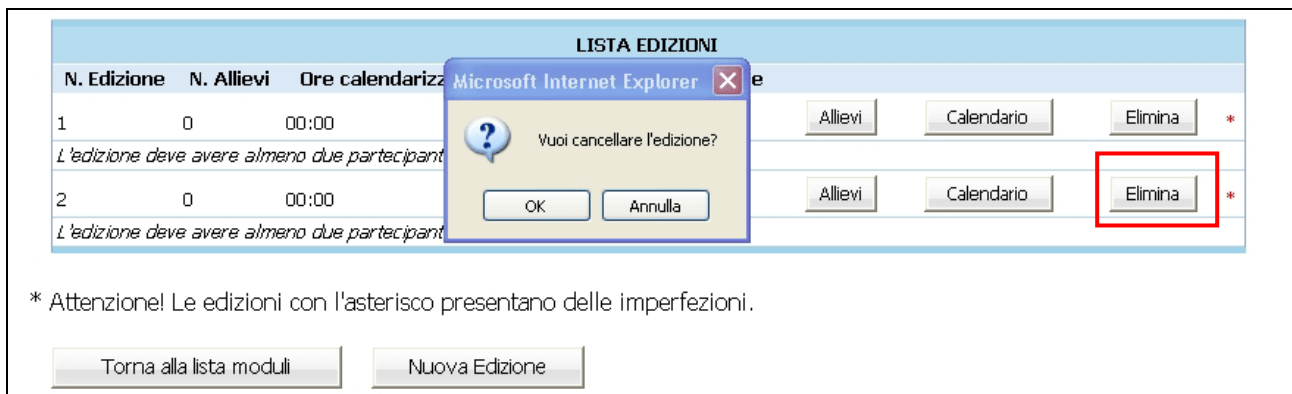 LISTA EDIZIONI
N. Edizione N. Allievi Ore calendarizz e
Microsoft Internet Explorer
1 0 00:00 Allievi Calendario Elimina *
Vuoi cancellare l'edizione?
L'edizione deve avere almeno due partecipant
2 0 00:00 Allievi Calendario Elimina *
OK Annulla
L'edizione deve avere almeno due partecipant
* Attenzione! Le edizioni con l'asterisco presentano delle imperfezioni.
Torna alla lista moduli Nuova Edizione